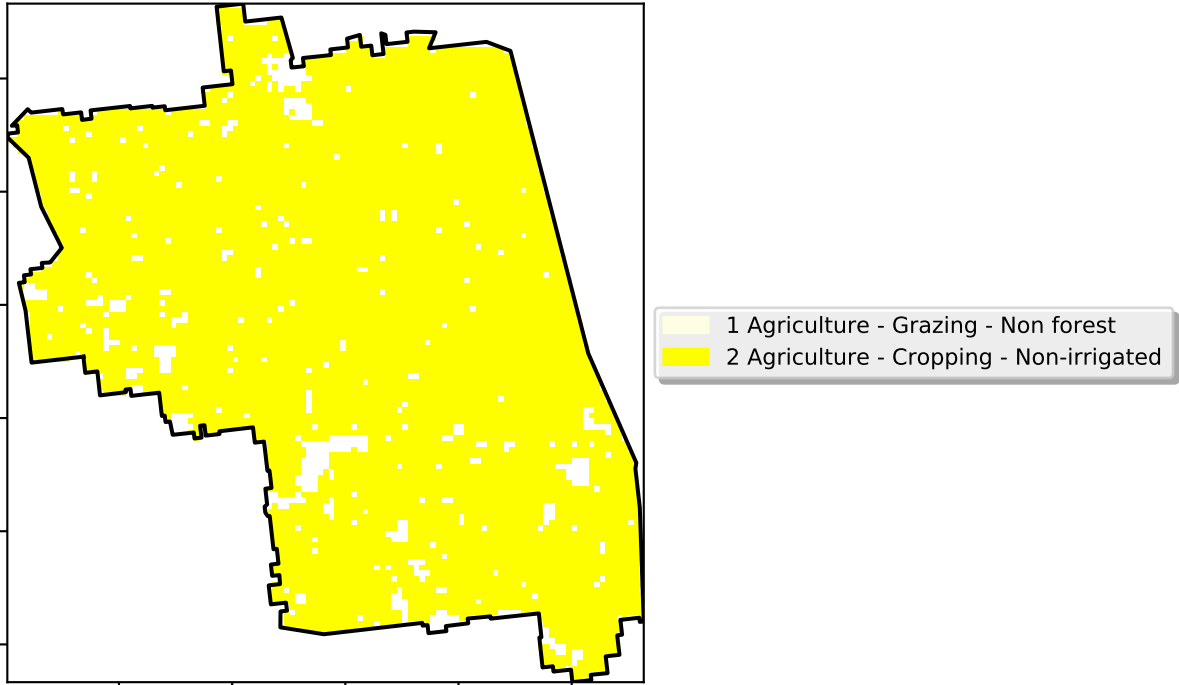 1 Agriculture - Grazing - Non forest
2 Agriculture - Cropping - Non-irrigated